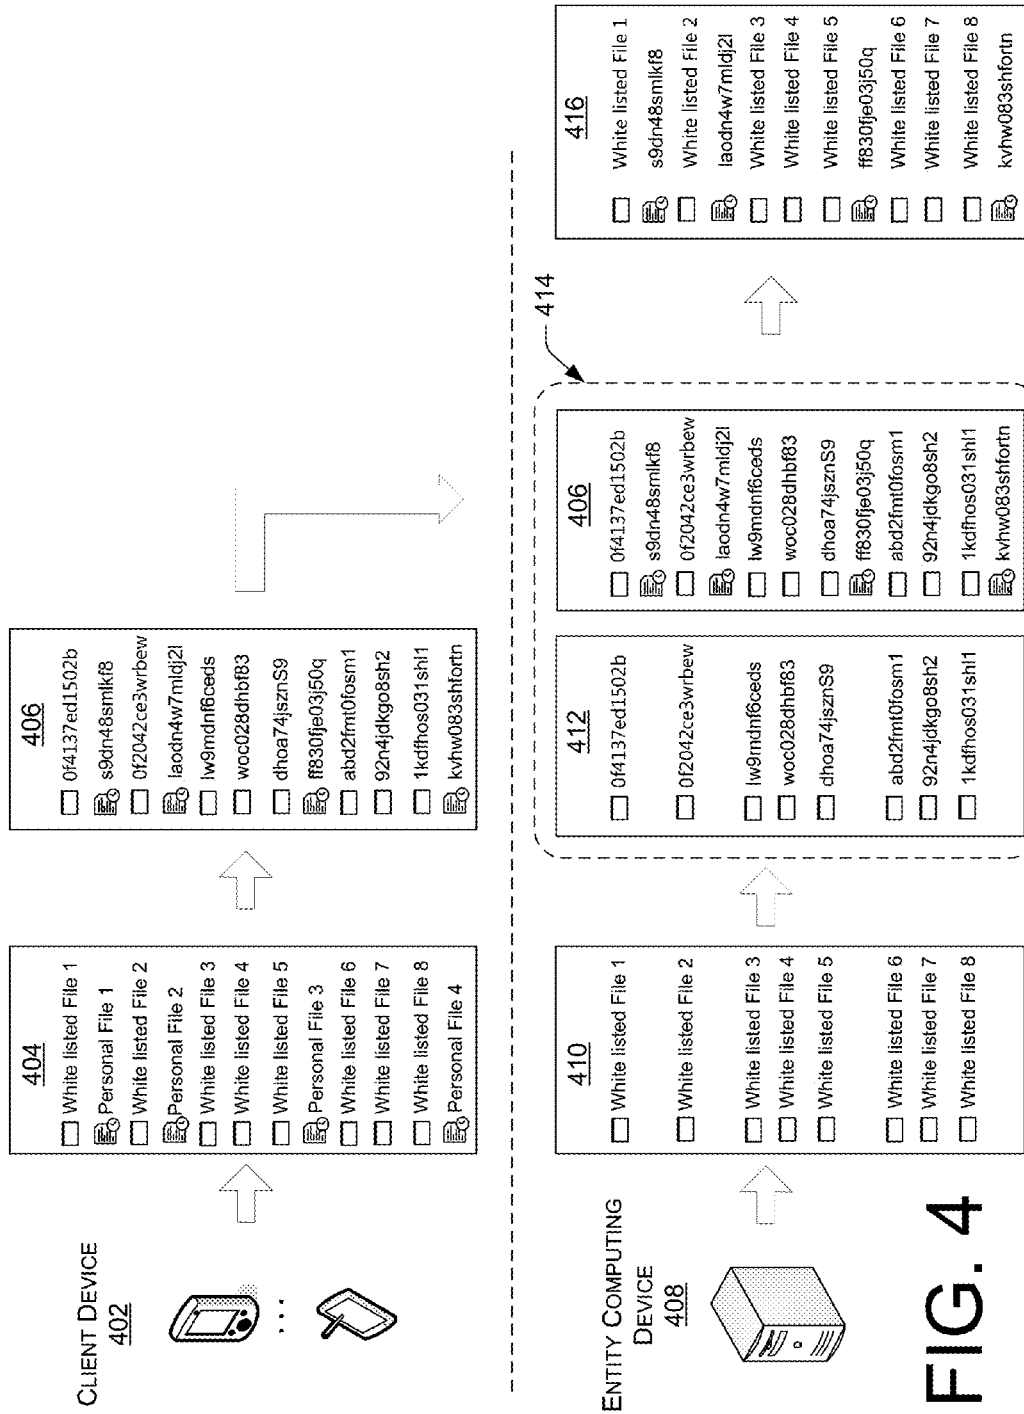 CLIENT DEVICE
402
404
White listed File 1
Personal File 1
White listed File 2
Personal File 2
White listed File 3
White listed File 4
White listed File 5
Personal File 3
White listed File 6
White listed File 7
White listed File 8
Personal File 4
406
0f4137ed1502b
s9dn48smlkf8
0f2042ce3wrbew
laodn4w7mldj2l
lw9mdnf6ceds
woc028dhbf83
dhoa74jsznS9
ff830fje03j50q
abd2fmt0fosm1
92n4jdkgo8sh2
1kdfhos031shl1
kvhw083shfortn
ENTITY COMPUTING
DEVICE
408
410
White listed File 1
White listed File 2
White listed File 3
White listed File 4
White listed File 5
White listed File 6
White listed File 7
White listed File 8
412
0f4137ed1502b
0f2042ce3wrbew
lw9mdnf6ceds
woc028dhbf83
dhoa74jsznS9
abd2fmt0fosm1
92n4jdkgo8sh2
1kdfhos031shl1
406
0f4137ed1502b
s9dn48smlkf8
0f2042ce3wrbew
laodn4w7mldj2l
lw9mdnf6ceds
woc028dhbf83
dhoa74jsznS9
ff830fje03j50q
abd2fmt0fosm1
92n4jdkgo8sh2
1kdfhos031shl1
kvhw083shfortn
414
416
White listed File 1
s9dn48smlkf8
White listed File 2
laodn4w7mldj2l
White listed File 3
White listed File 4
White listed File 5
ff830fje03j50q
White listed File 6
White listed File 7
White listed File 8
kvhw083shfortn
FIG. 4